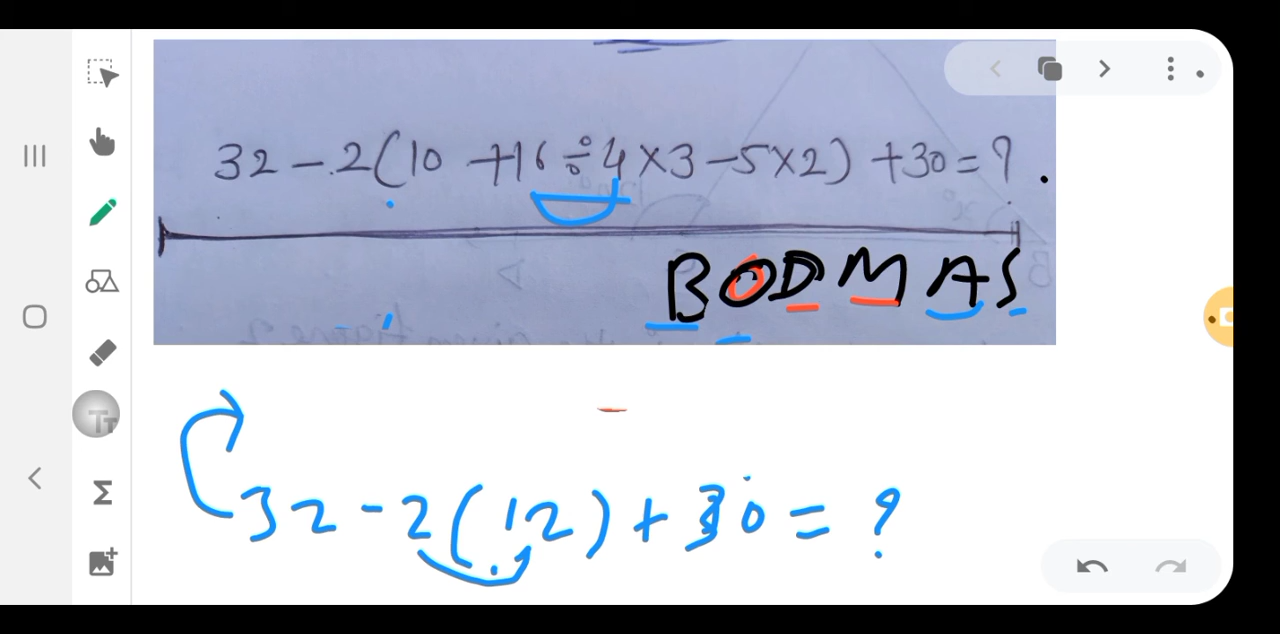 32 - 2(10 + 16 ÷ 4 × 3 - 5 × 2) + 30 = ?
BODMAS
32 - 2(12) + 30 = ?